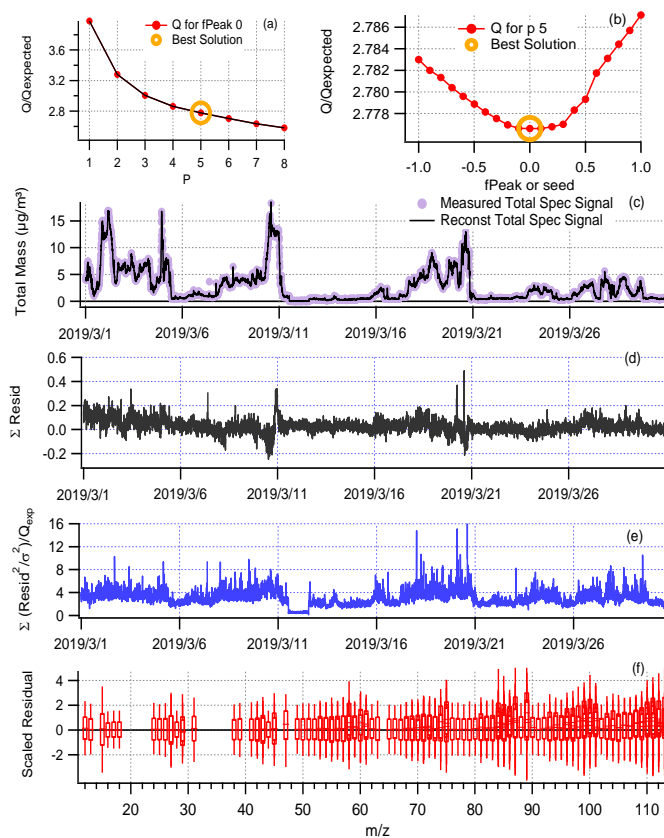 Q for fPeak 0
Best Solution
(a)
Q/Qexpected
3.6
3.2
2.8
1 2 3 4 5 6 7 8
P
Q for p 5
Best Solution
(b)
Q/Qexpected
2.786
2.784
2.782
2.780
2.778
-1.0 -0.5 0.0 0.5 1.0
fPeak or seed
(c)
Measured Total Spec Signal
Reconst Total Spec Signal
Total Mass (µg/m³)
15
10
5
0
2019/3/1 2019/3/6 2019/3/11 2019/3/16 2019/3/21 2019/3/26
(d)
Σ Resid
0.6
0.4
0.2
0.0
-0.2
2019/3/1 2019/3/6 2019/3/11 2019/3/16 2019/3/21 2019/3/26
(e)
Σ (Resid²/σ²)/Qexp
16
12
8
4
0
2019/3/1 2019/3/6 2019/3/11 2019/3/16 2019/3/21 2019/3/26
(f)
Scaled Residual
4
2
0
-2
20 30 40 50 60 70 80 90 100 110
m/z